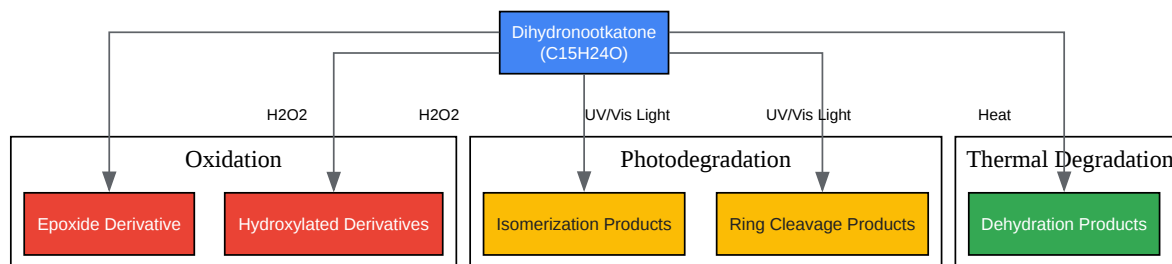 Dihydronootkatone
(C15H24O)
H2O2
H2O2
UV/Vis Light
UV/Vis Light
Heat
Oxidation
Photodegradation
Thermal Degradation
Epoxide Derivative
Hydroxylated Derivatives
Isomerization Products
Ring Cleavage Products
Dehydration Products